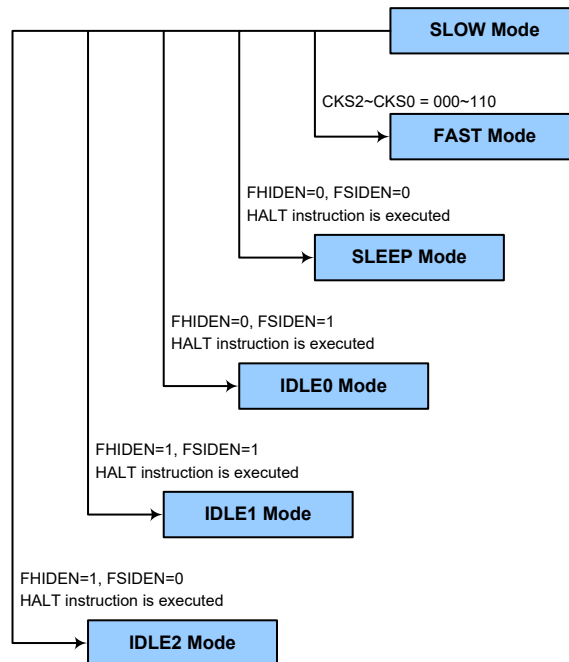 SLOW Mode
CKS2~CKS0 = 000~110
FAST Mode
FHIDEN=0, FSIDEN=0
HALT instruction is executed
SLEEP Mode
FHIDEN=0, FSIDEN=1
HALT instruction is executed
IDLE0 Mode
FHIDEN=1, FSIDEN=1
HALT instruction is executed
IDLE1 Mode
FHIDEN=1, FSIDEN=0
HALT instruction is executed
IDLE2 Mode